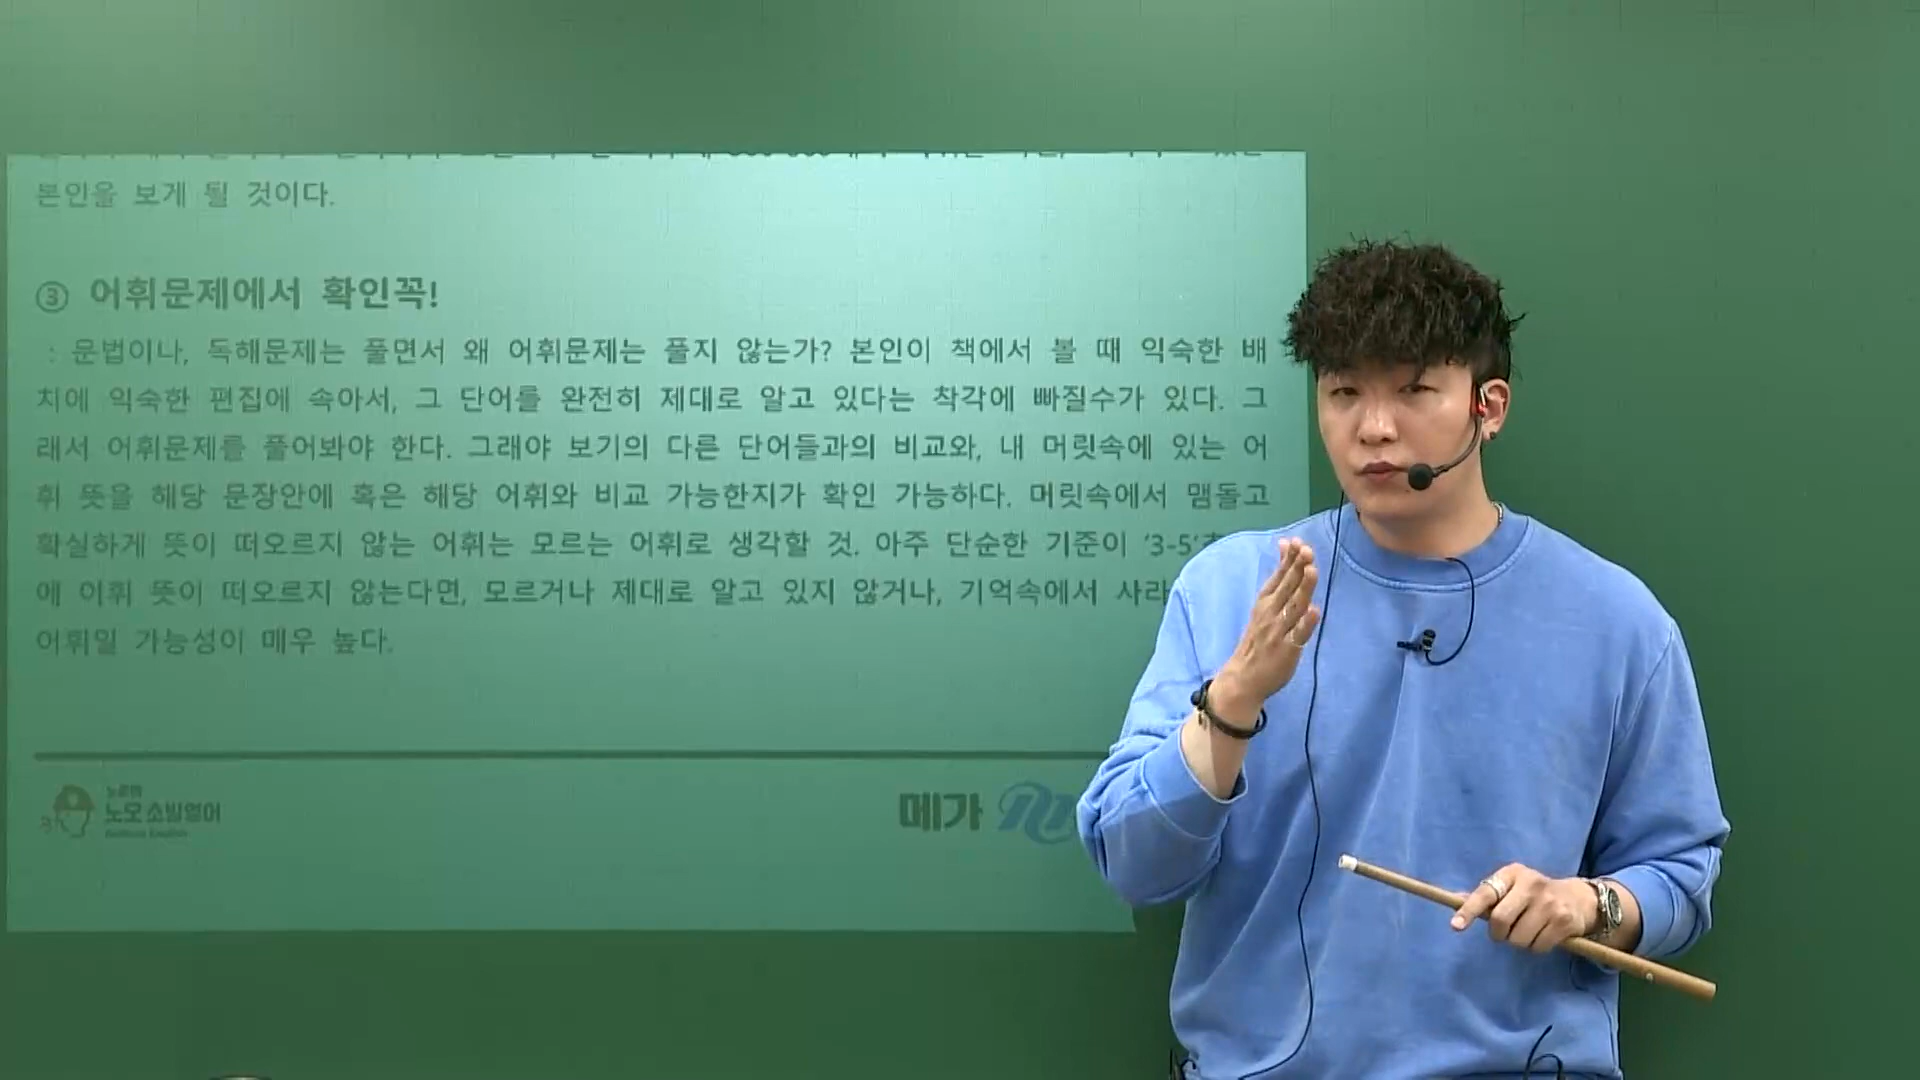 본인을 보게 될 것이다.
③ 어휘문제에서 확인꼭!
: 문법이나, 독해문제는 풀면서 왜 어휘문제는 풀지 않는가? 본인이 책에서 볼 때 익숙한 배
치에 익숙한 편집에 속아서, 그 단어를 완전히 제대로 알고 있다는 착각에 빠질수가 있다. 그
래서 어휘문제를 풀어봐야 한다. 그래야 보기의 다른 단어들과의 비교와, 내 머릿속에 있는 어
휘 뜻을 해당 문장안에 혹은 해당 어휘와 비교 가능한지가 확인 가능하다. 머릿속에서 맴돌고
확실하게 뜻이 떠오르지 않는 어휘는 모르는 어휘로 생각할 것. 아주 단순한 기준이 '3-5'초
에 어휘 뜻이 떠오르지 않는다면, 모르거나 제대로 알고 있지 않거나, 기억속에서 사라
어휘일 가능성이 매우 높다.
노오 소빙영어
메가